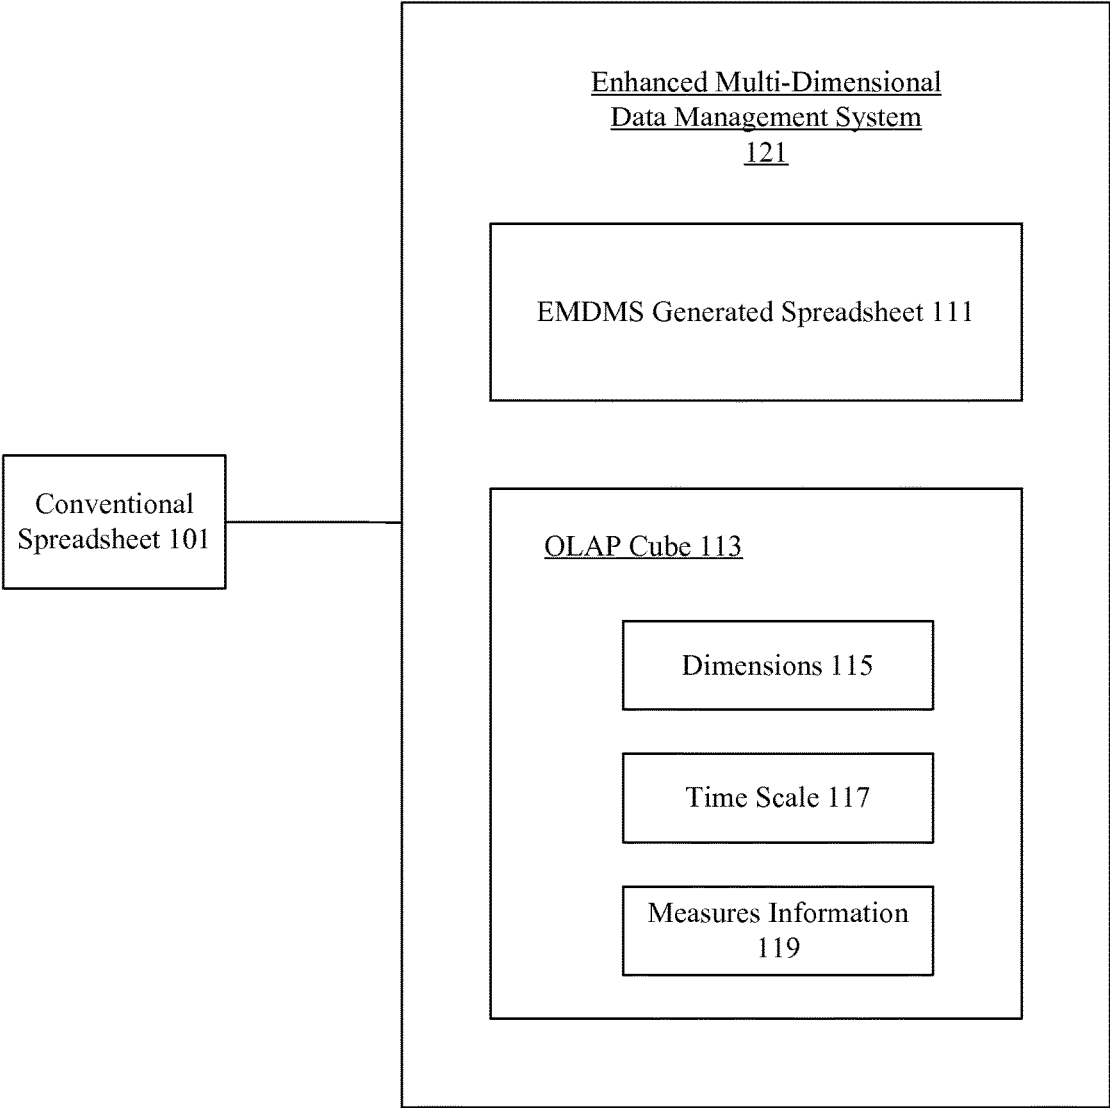 Enhanced Multi-Dimensional
Data Management System
121
EMDMS Generated Spreadsheet 111
Conventional
Spreadsheet 101
OLAP Cube 113
Dimensions 115
Time Scale 117
Measures Information
119